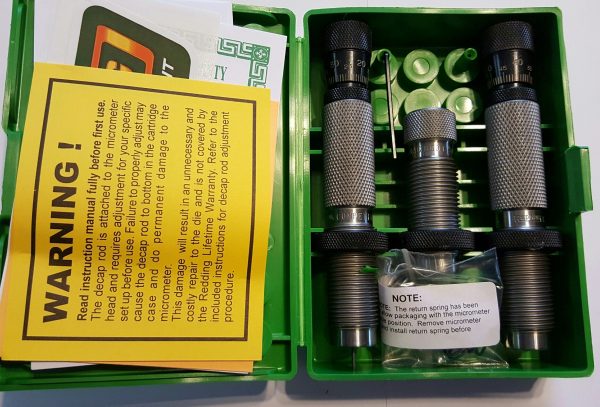 WARNING !
Read instruction manual fully before first use.
The decap rod is attached to the micrometer
head and requires adjustment for your specific
set up before use. Failure to properly adjust may
cause the decap rod to bottom in the cartridge
case and do permanent damage to the
micrometer.
This damage will result in an unnecessary and
costly repair to the die and is not covered by
the Redding Lifetime Warranty. Refer to the
included instructions for decap rod adjustment
procedure.
NOTE:
The return spring has been
packaging with the micrometer
position. Remove micrometer
install return spring before